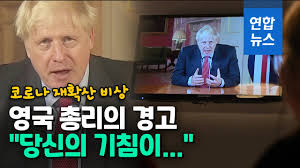 연합
뉴스
코로나 재확산 비상
영국 총리의 경고
"당신의 기침이..."